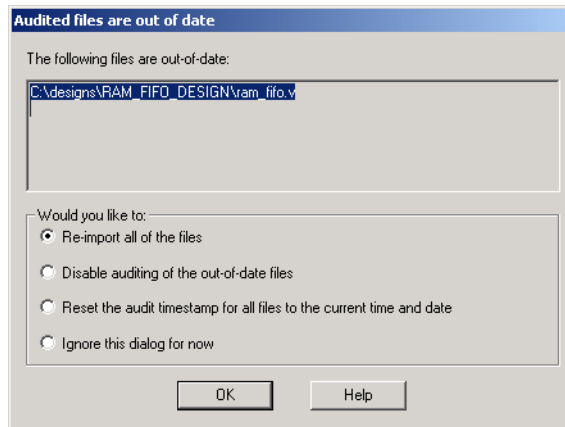 Audited files are out of date
The following files are out-of-date:
C:\designs\RAM_FIFO_DESIGN\ram_fifo.v
Would you like to:
Re-import all of the files
Disable auditing of the out-of-date files
Reset the audit timestamp for all files to the current time and date
Ignore this dialog for now
OK Help